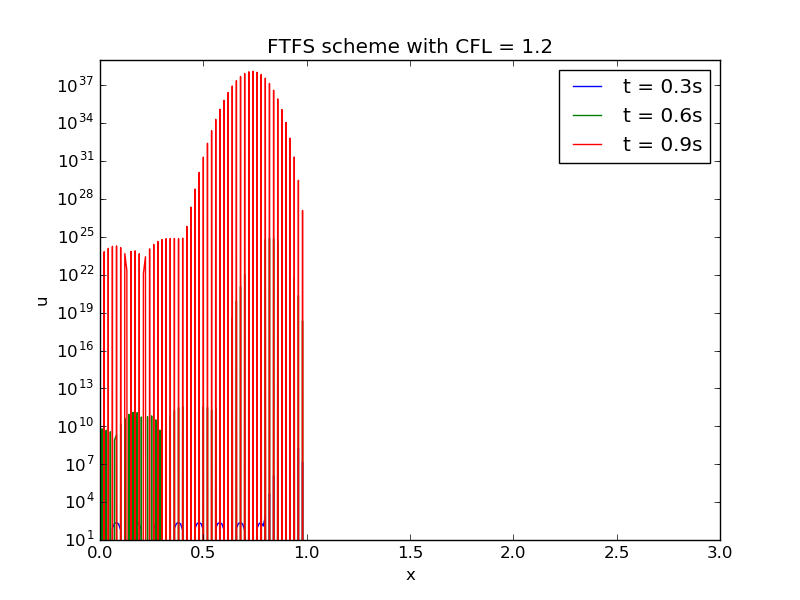 FTFS scheme with CFL = 1.2
t = 0.3s
t = 0.6s
t = 0.9s
10^37
10^34
10^31
10^28
10^25
10^22
10^19
10^16
10^13
10^10
10^7
10^4
10^1
u
0.0 0.5 1.0 1.5 2.0 2.5 3.0
x